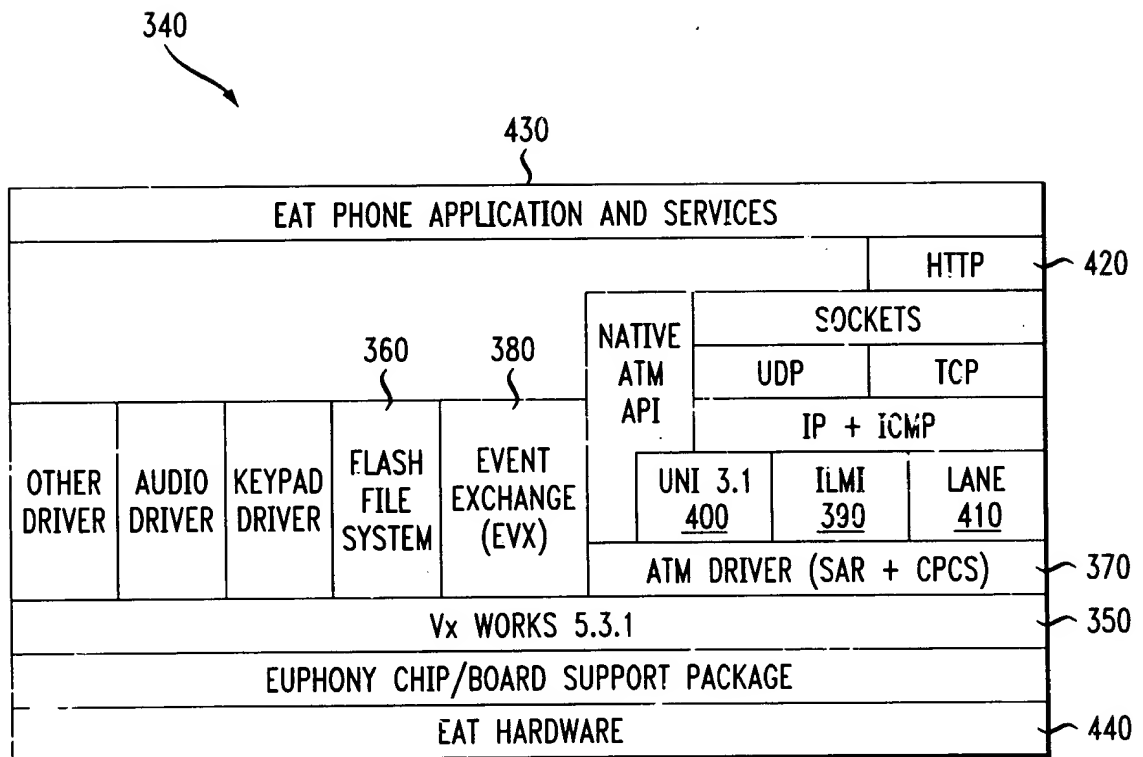 340
430
EAT PHONE APPLICATION AND SERVICES
HTTP
420
SOCKETS
NATIVE
ATM
API
UDP
TCP
360
380
IP + ICMP
OTHER
DRIVER
AUDIO
DRIVER
KEYPAD
DRIVER
FLASH
FILE
SYSTEM
EVENT
EXCHANGE
(EVX)
UNI 3.1
400
ILMI
390
LANE
410
ATM DRIVER (SAR + CPCS)
370
Vx WORKS 5.3.1
350
EUPHONY CHIP/BOARD SUPPORT PACKAGE
EAT HARDWARE
440